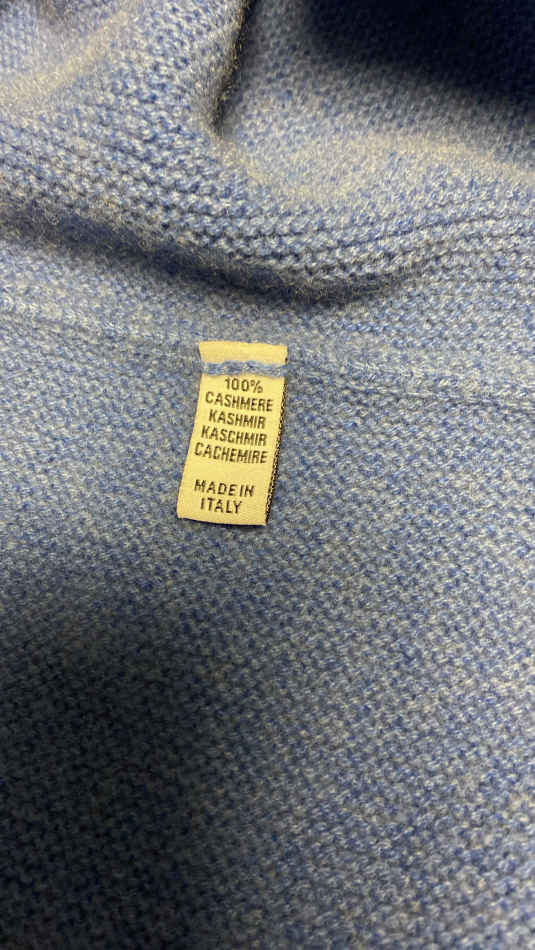 100%
CASHMERE
KASHMIR
KASCHMIR
CACHEMIRE
MADE IN
ITALY